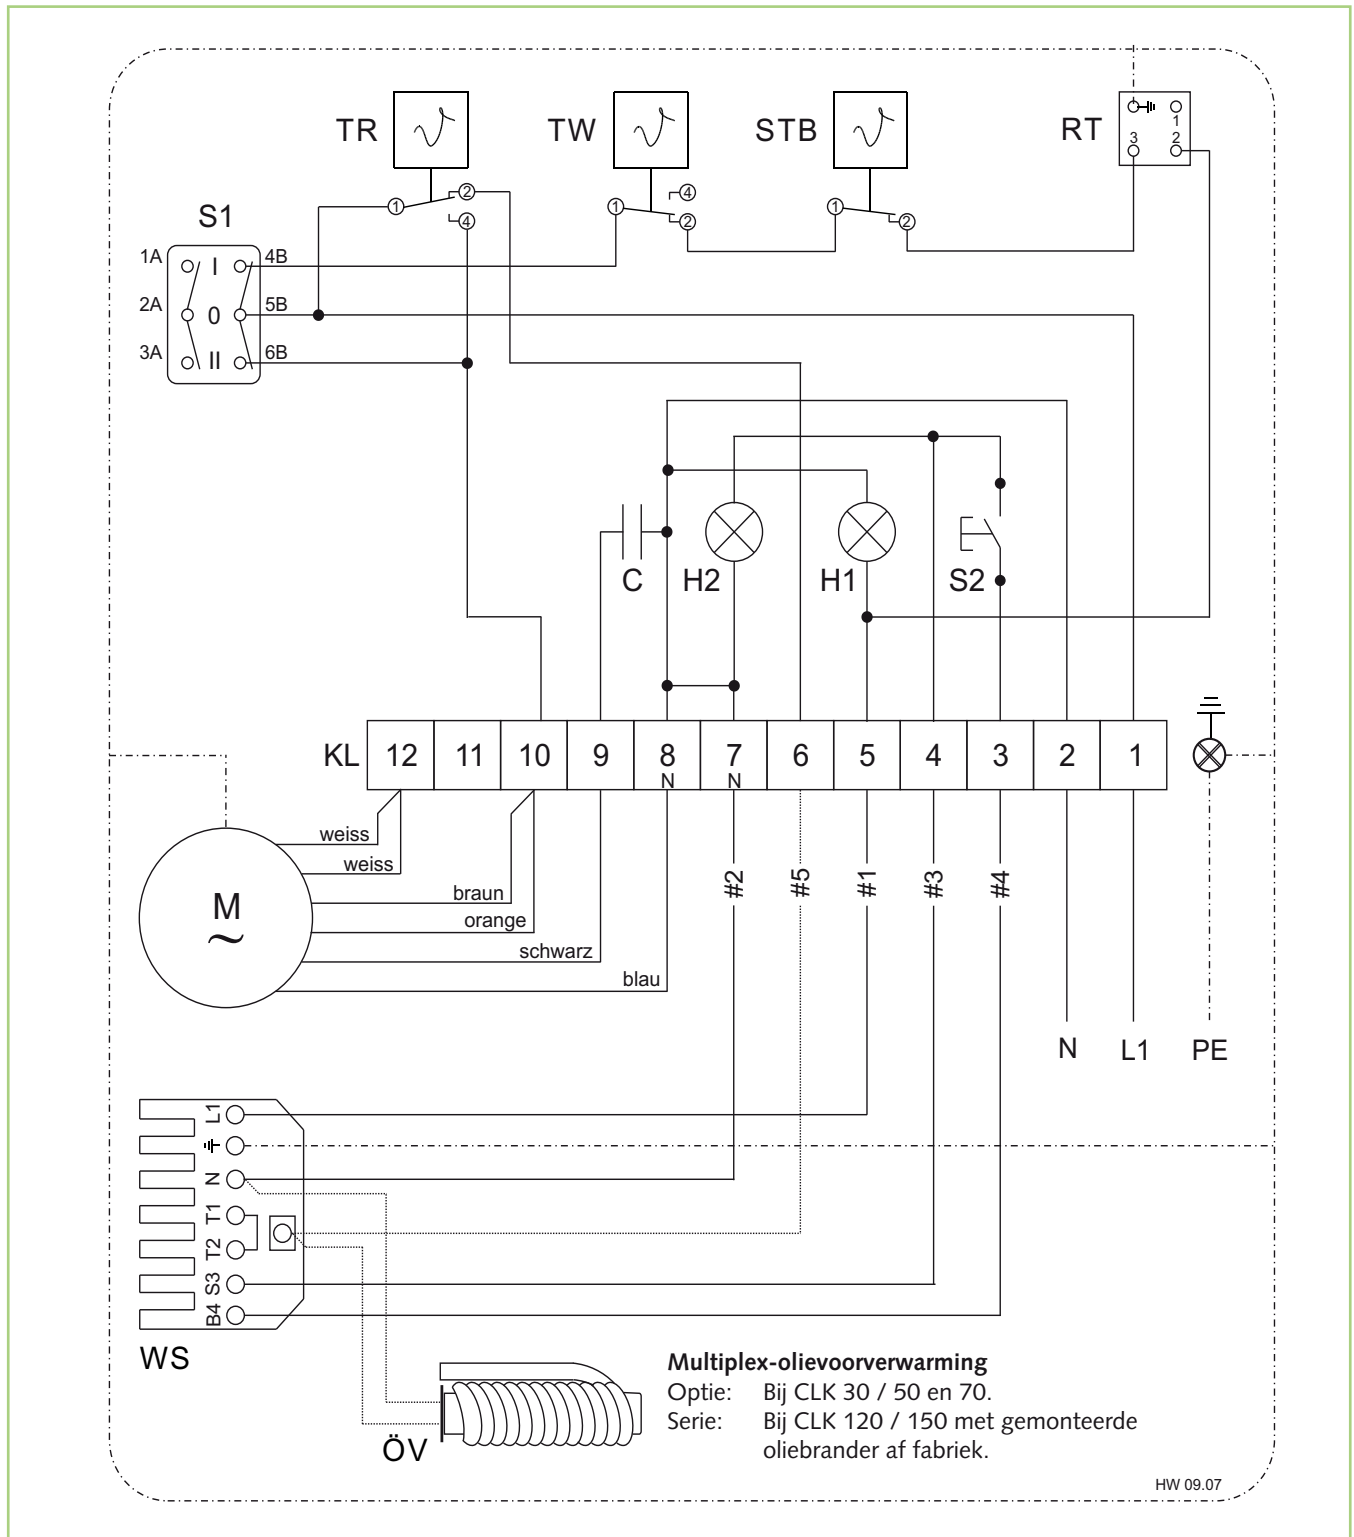 TR
TW
STB
RT
3
1
2
1
2
4
1
4
2
1
2
S1
1A
I
4B
2A
0
5B
3A
II
6B
C
H2
H1
S2
KL
12
11
10
9
8
N
7
N
6
5
4
3
2
1
weiss
weiss
braun
orange
schwarz
blau
M
~
#2
#5
#1
#3
#4
N
L1
PE
L1
N
T1
T2
S3
B4
WS
ÖV
Multiplex-olievoorverwarming
Optie: Bij CLK 30 / 50 en 70.
Serie: Bij CLK 120 / 150 met gemonteerde
oliebrander af fabriek.
HW 09.07